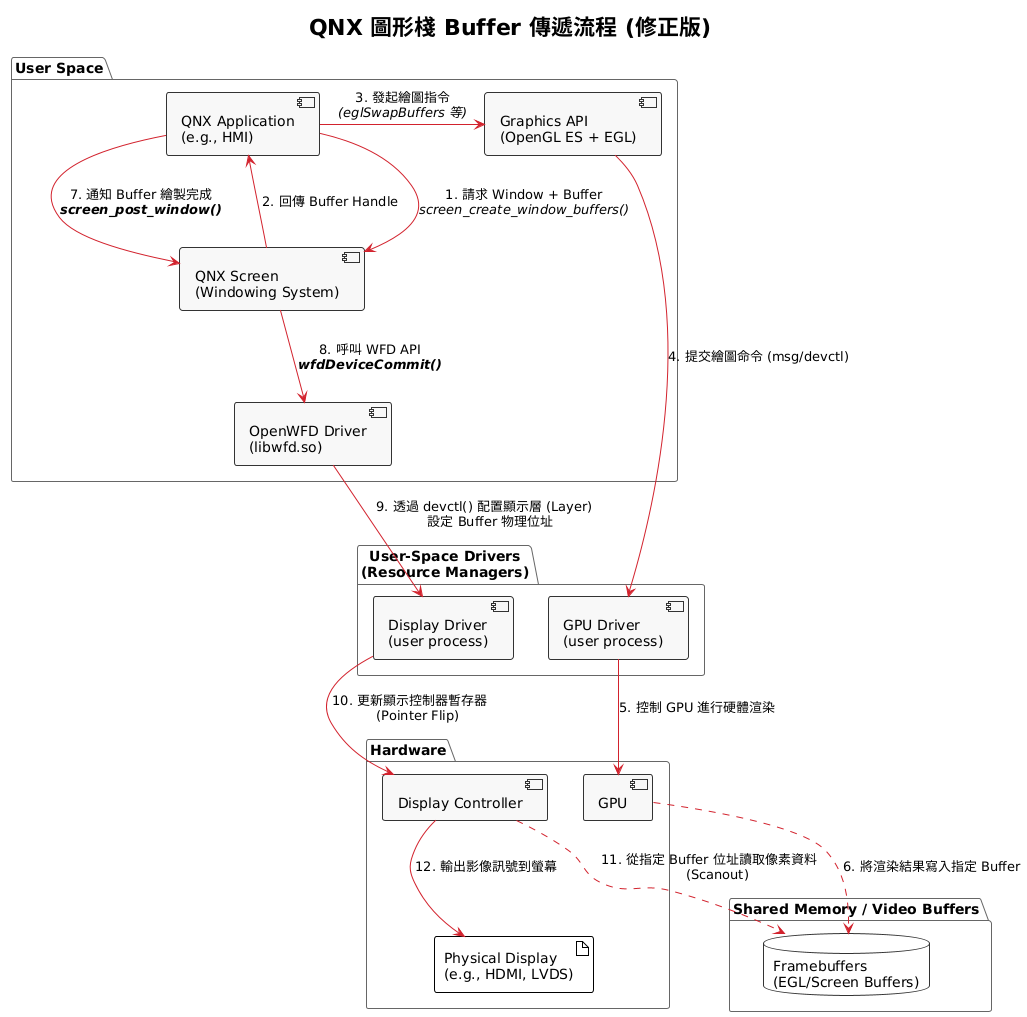 QNX 圖形棧 Buffer 傳遞流程 (修正版)
User Space
QNX Application
(e.g., HMI)
3. 發起繪圖指令
(eglSwapBuffers 等)
Graphics API
(OpenGL ES + EGL)
7. 通知 Buffer 繪製完成
screen_post_window()
2. 回傳 Buffer Handle
1. 請求 Window + Buffer
screen_create_window_buffers()
QNX Screen
(Windowing System)
8. 呼叫 WFD API
wfdDeviceCommit()
4. 提交繪圖命令 (msg/devctl)
OpenWFD Driver
(libwfd.so)
9. 透過 devctl() 配置顯示層 (Layer)
設定 Buffer 物理位址
User-Space Drivers
(Resource Managers)
Display Driver
(user process)
GPU Driver
(user process)
10. 更新顯示控制器暫存器
(Pointer Flip)
5. 控制 GPU 進行硬體渲染
Hardware
Display Controller
GPU
12. 輸出影像訊號到螢幕
11. 從指定 Buffer 位址讀取像素資料
(Scanout)
6. 將渲染結果寫入指定 Buffer
Shared Memory / Video Buffers
Physical Display
(e.g., HDMI, LVDS)
Framebuffers
(EGL/Screen Buffers)